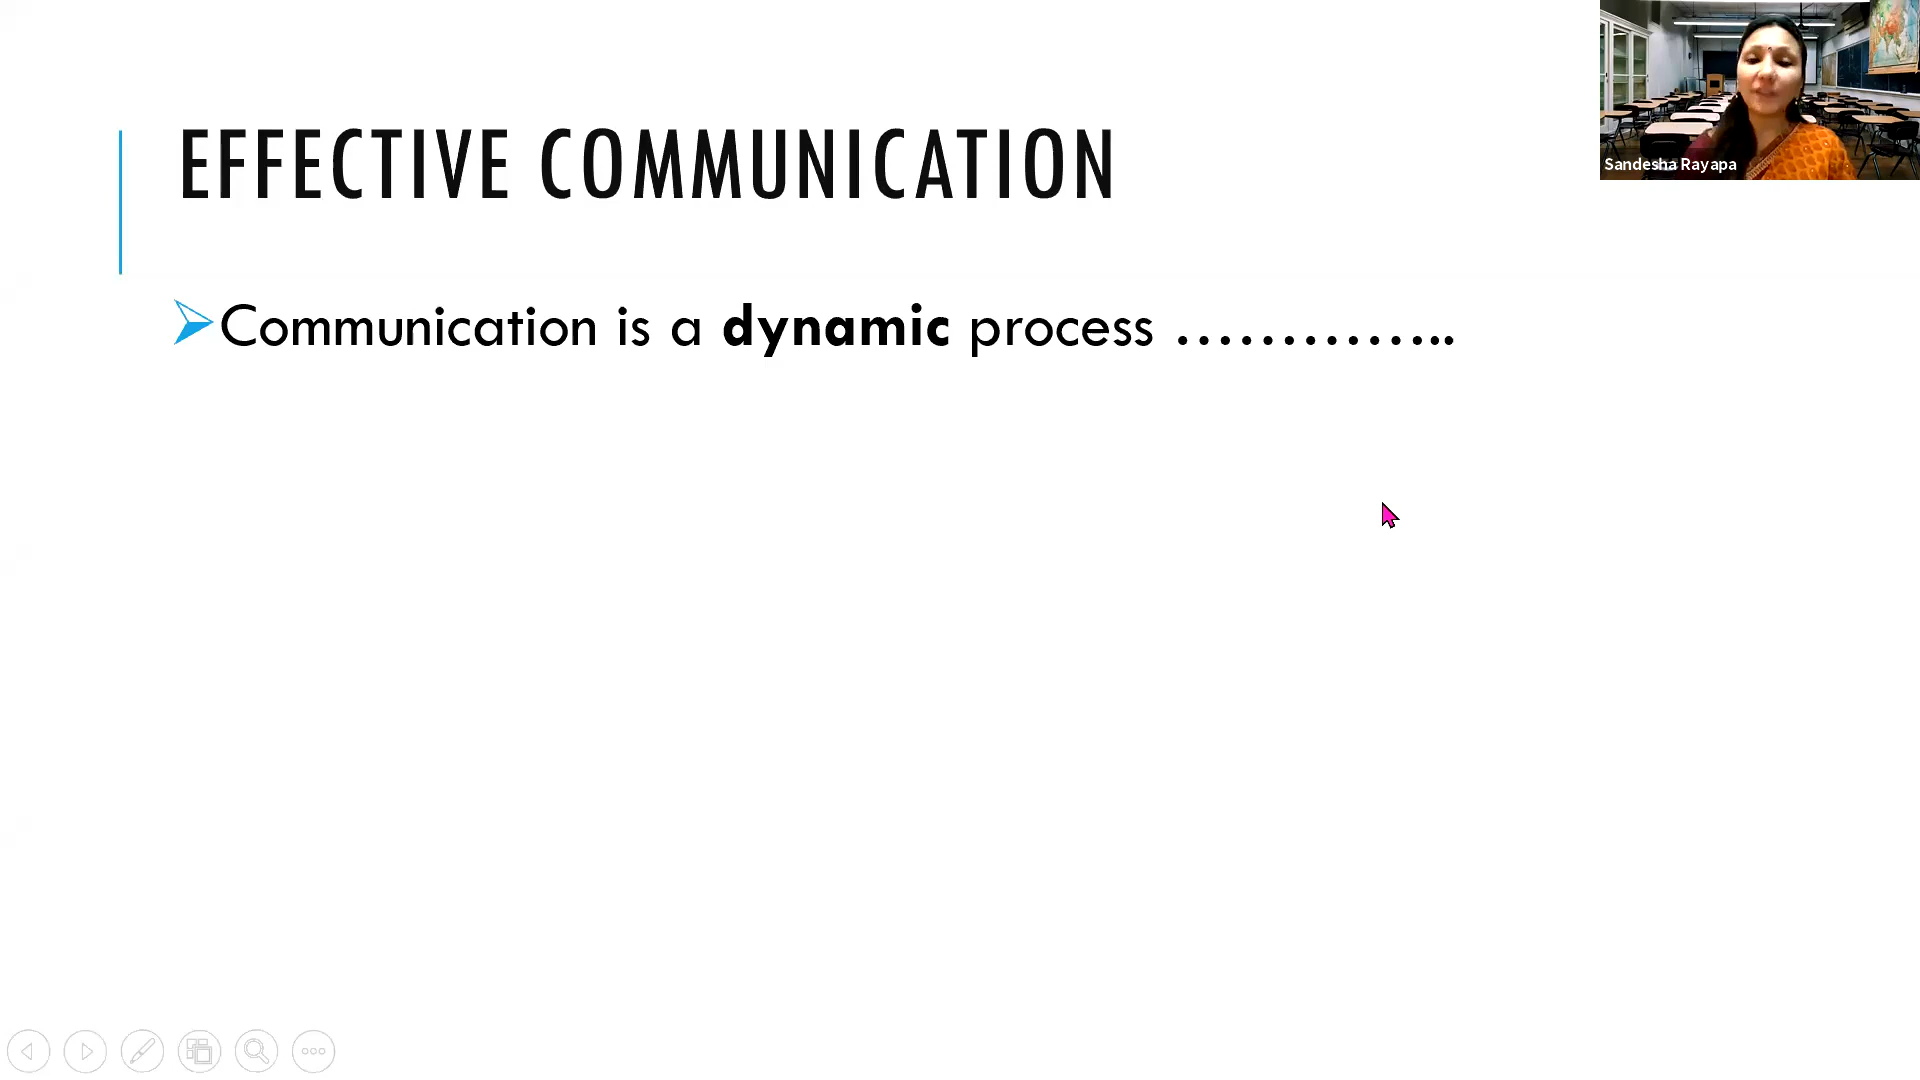 EFFECTIVE COMMUNICATION
Communication is a dynamic process …………..
Sandesha Rayapa